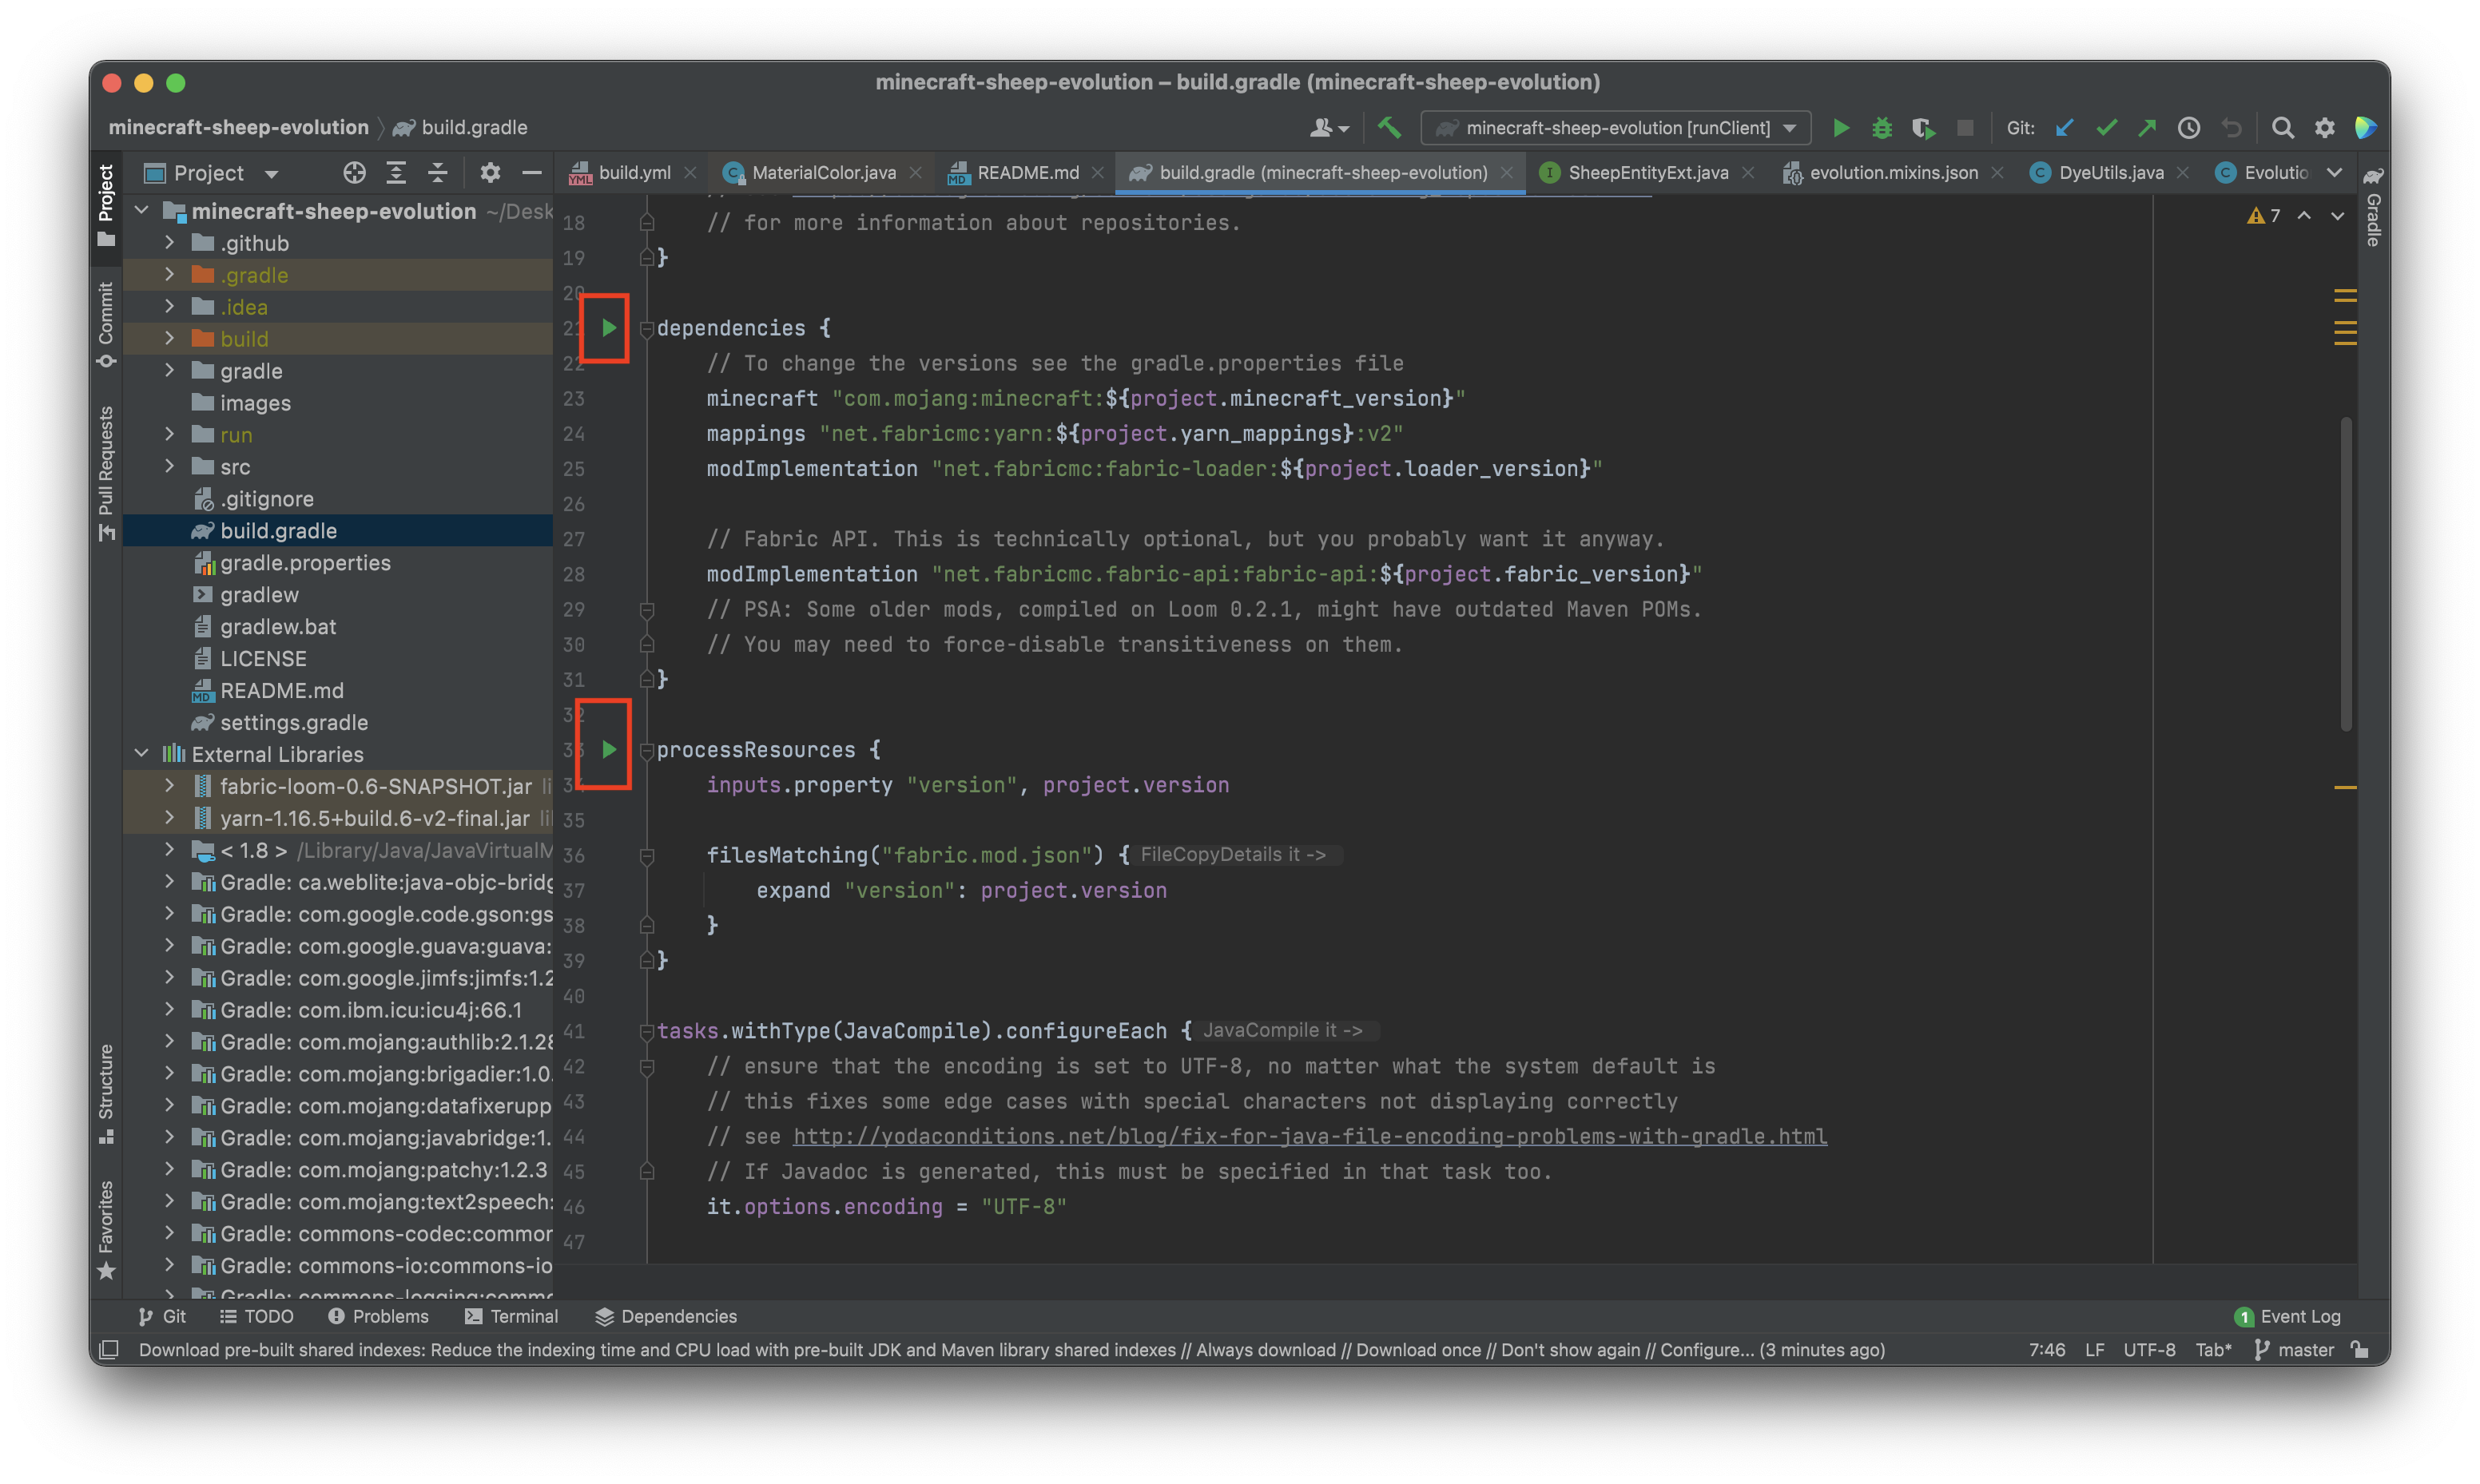 minecraft-sheep-evolution – build.gradle (minecraft-sheep-evolution)
minecraft-sheep-evolution build.gradle
minecraft-sheep-evolution [runClient]
Git:
Project
build.yml
MaterialColor.java
README.md
build.gradle (minecraft-sheep-evolution)
SheepEntityExt.java
evolution.mixins.json
DyeUtils.java
Evolutio
Project
Commit
Pull Requests
Structure
Favorites
Gradle
minecraft-sheep-evolution ~/Desk
.github
.gradle
.idea
build
gradle
images
run
src
.gitignore
build.gradle
gradle.properties
gradlew
gradlew.bat
LICENSE
README.md
settings.gradle
External Libraries
fabric-loom-0.6-SNAPSHOT.jar li
yarn-1.16.5+build.6-v2-final.jar li
< 1.8 > /Library/Java/JavaVirtualM
Gradle: ca.weblite:java-objc-bridg
Gradle: com.google.code.gson:gs
Gradle: com.google.guava:guava:
Gradle: com.google.jimfs:jimfs:1.2
Gradle: com.ibm.icu:icu4j:66.1
Gradle: com.mojang:authlib:2.1.28
Gradle: com.mojang:brigadier:1.0.
Gradle: com.mojang:datafixerupp
Gradle: com.mojang:javabridge:1.
Gradle: com.mojang:patchy:1.2.3
Gradle: com.mojang:text2speech:
Gradle: commons-codec:commor
Gradle: commons-io:commons-io
Gradle: commons-logging:commc
7
18 // for more information about repositories.
19 }
20
21 dependencies {
22 // To change the versions see the gradle.properties file
23 minecraft "com.mojang:minecraft:${project.minecraft_version}"
24 mappings "net.fabricmc:yarn:${project.yarn_mappings}:v2"
25 modImplementation "net.fabricmc:fabric-loader:${project.loader_version}"
26
27 // Fabric API. This is technically optional, but you probably want it anyway.
28 modImplementation "net.fabricmc.fabric-api:fabric-api:${project.fabric_version}"
29 // PSA: Some older mods, compiled on Loom 0.2.1, might have outdated Maven POMs.
30 // You may need to force-disable transitiveness on them.
31 }
32
33 processResources {
34 inputs.property "version", project.version
35
36 filesMatching("fabric.mod.json") { FileCopyDetails it ->
37 expand "version": project.version
38 }
39 }
40
41 tasks.withType(JavaCompile).configureEach { JavaCompile it ->
42 // ensure that the encoding is set to UTF-8, no matter what the system default is
43 // this fixes some edge cases with special characters not displaying correctly
44 // see http://yodaconditions.net/blog/fix-for-java-file-encoding-problems-with-gradle.html
45 // If Javadoc is generated, this must be specified in that task too.
46 it.options.encoding = "UTF-8"
47
Git TODO Problems Terminal Dependencies
1 Event Log
Download pre-built shared indexes: Reduce the indexing time and CPU load with pre-built JDK and Maven library shared indexes // Always download // Download once // Don't show again // Configure... (3 minutes ago)
7:46 LF UTF-8 Tab* master